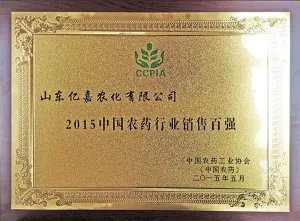 CCPIA
山东亿嘉农化有限公司
2015中国农药行业销售百强
中国农药工业协会
《中国农药》
二〇一五年五月